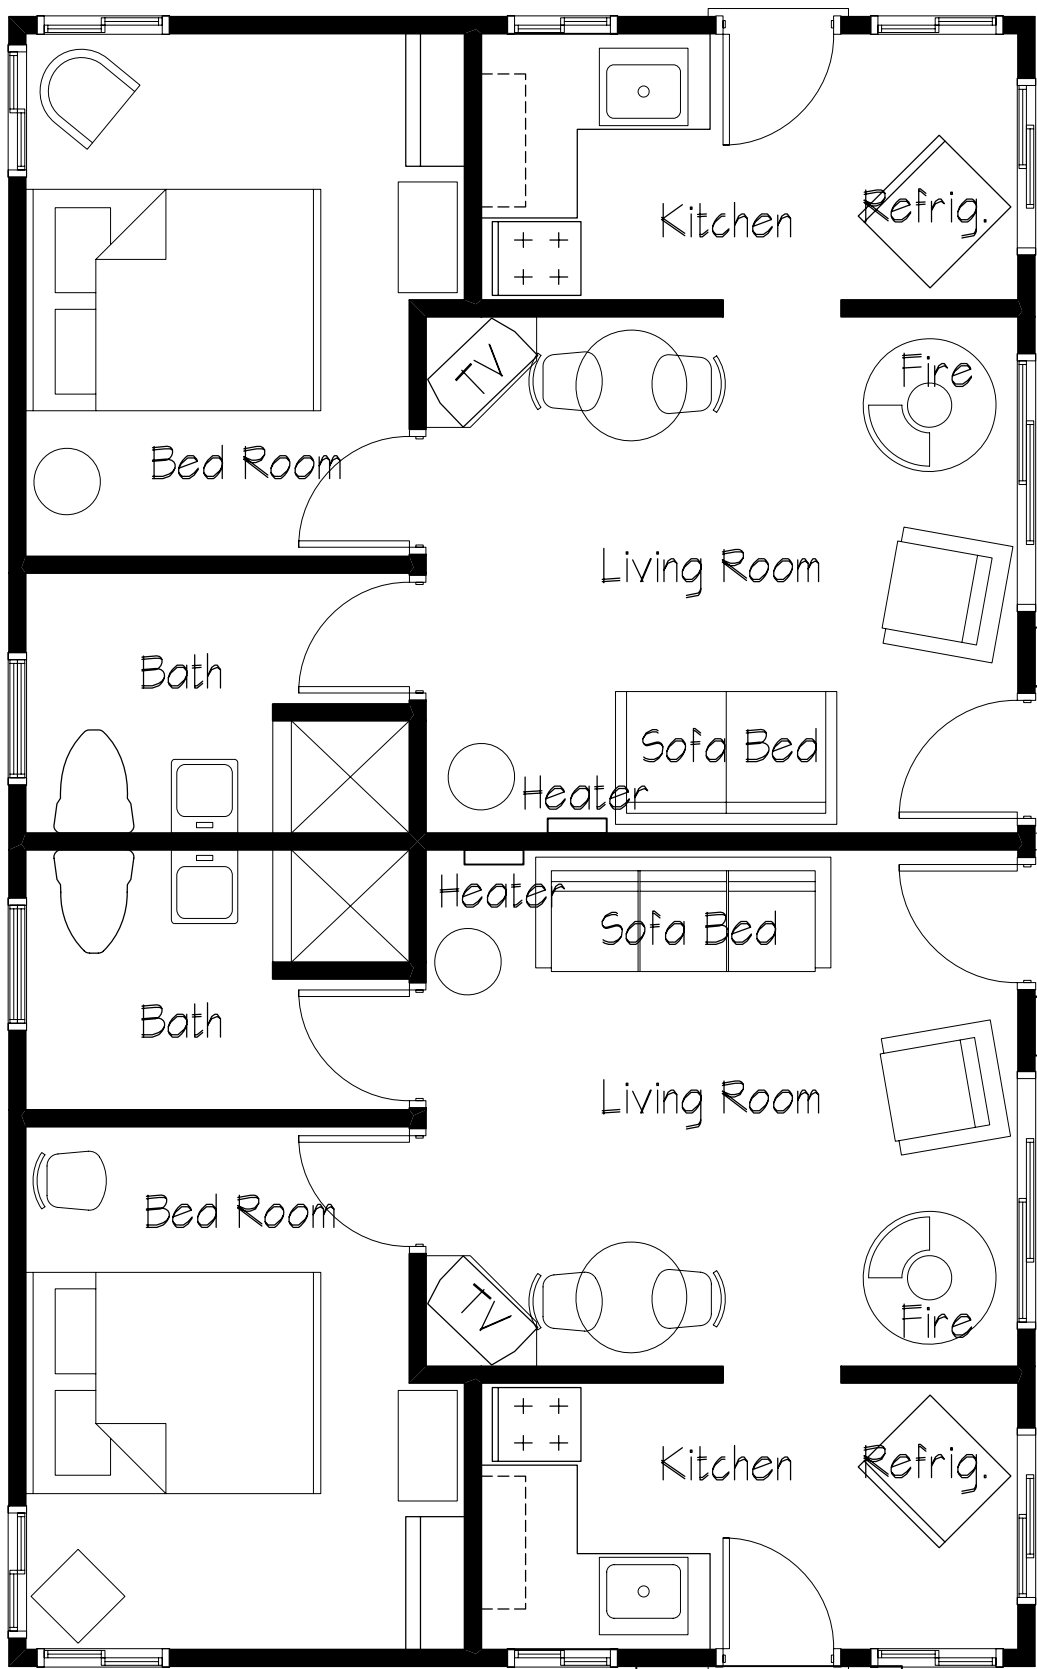 Refrig.
Kitchen
TV
Fire
Bed Room
Living Room
Bath
Sofa Bed
Heater
Heater
Sofa Bed
Bath
Living Room
Bed Room
TV
Fire
Kitchen
Refrig.